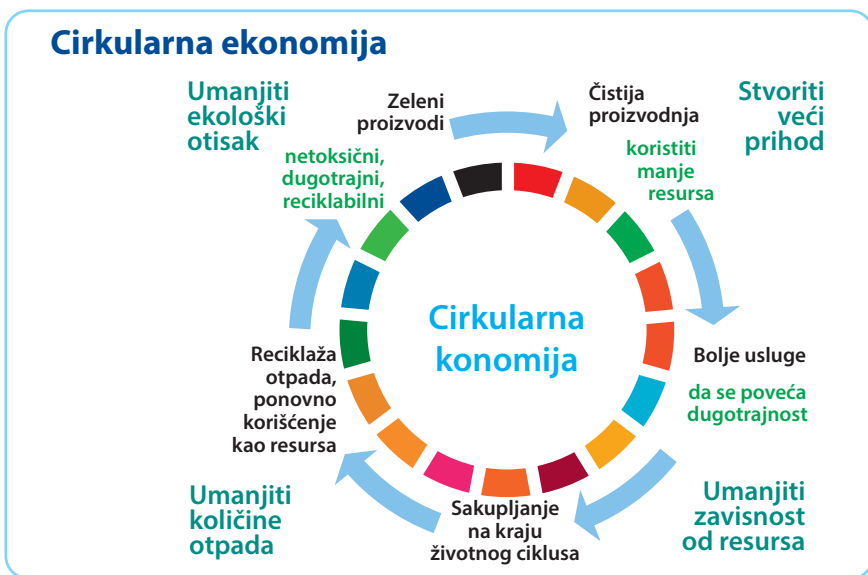 Cirkularna ekonomija
Umanjiti
ekološki
otisak
Zeleni
proizvodi
netoksični,
dugotrajni,
reciklabilni
Čistija
proizvodnja
koristiti
manje
resursa
Stvoriti
veći
prihod
Cirkularna
konomija
Bolje usluge
da se poveća
dugotrajnost
Umanjiti
zavisnost
od resursa
Sakupljanje
na kraju
životnog ciklusa
Reciklaža
otpada,
ponovno
korišćenje
kao resursa
Umanjiti
količine
otpada